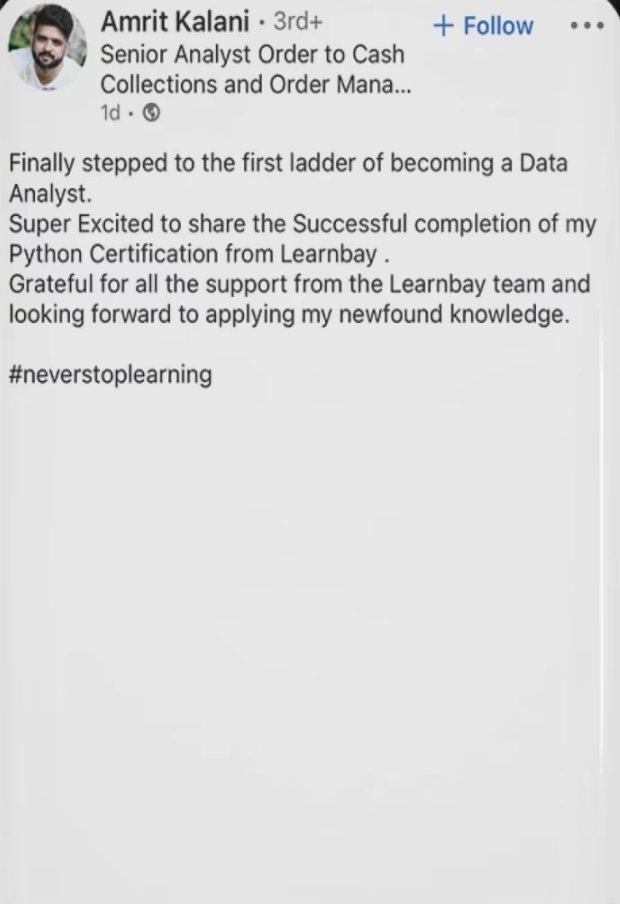 Amrit Kalani · 3rd+
+ Follow
Senior Analyst Order to Cash
Collections and Order Mana...
1d ·
Finally stepped to the first ladder of becoming a Data
Analyst.
Super Excited to share the Successful completion of my
Python Certification from Learnbay .
Grateful for all the support from the Learnbay team and
looking forward to applying my newfound knowledge.
#neverstoplearning